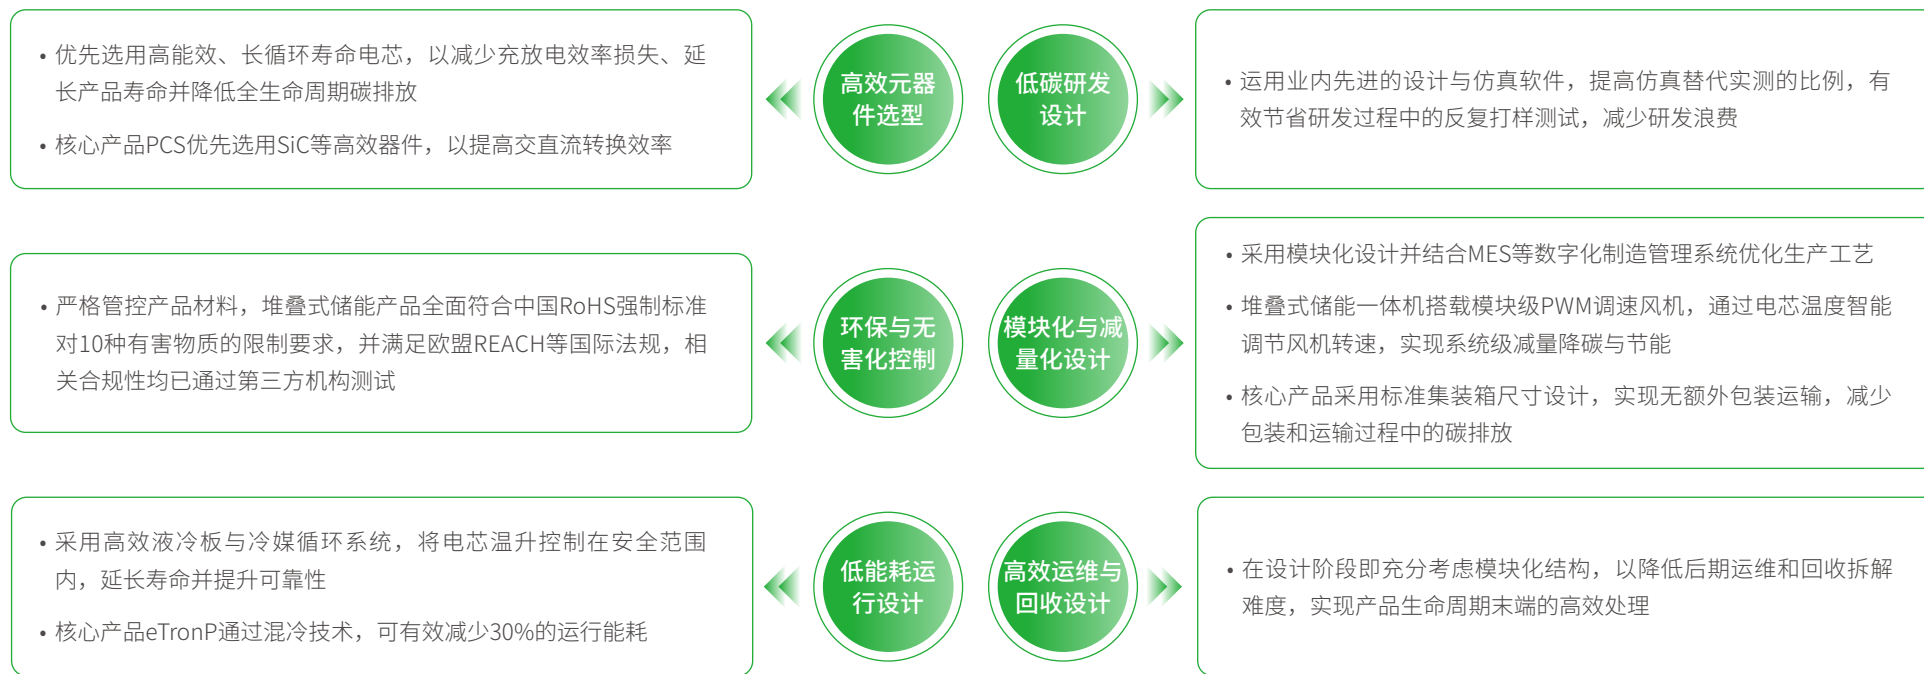 • 优先选用高能效、长循环寿命电芯，以减少充放电效率损失、延
长产品寿命并降低全生命周期碳排放
• 核心产品PCS优先选用SiC等高效器件，以提高交直流转换效率
高效元器
件选型
低碳研发
设计
• 运用业内先进的设计与仿真软件，提高仿真替代实测的比例，有
效节省研发过程中的反复打样测试，减少研发浪费
• 严格管控产品材料，堆叠式储能产品全面符合中国RoHS强制标准
对10种有害物质的限制要求，并满足欧盟REACH等国际法规，相
关合规性均已通过第三方机构测试
环保与无
害化控制
模块化与减
量化设计
• 采用模块化设计并结合MES等数字化制造管理系统优化生产工艺
• 堆叠式储能一体机搭载模块级PWM调速风机，通过电芯温度智能
调节风机转速，实现系统级减量降碳与节能
• 核心产品采用标准集装箱尺寸设计，实现无额外包装运输，减少
包装和运输过程中的碳排放
• 采用高效液冷板与冷媒循环系统，将电芯温升控制在安全范围
内，延长寿命并提升可靠性
• 核心产品eTronP通过混冷技术，可有效减少30%的运行能耗
低能耗运
行设计
高效运维与
回收设计
• 在设计阶段即充分考虑模块化结构，以降低后期运维和回收拆解
难度，实现产品生命周期末端的高效处理